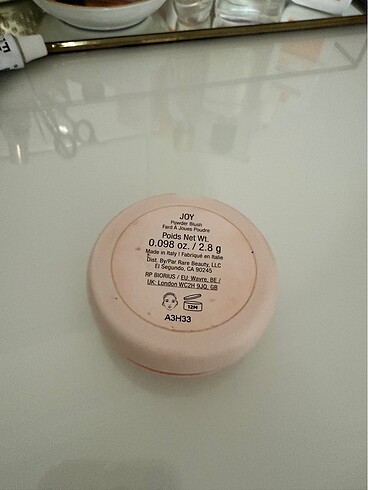 JOY
Powder Blush
Fard À Joues Poudre
Poids Net Wt.
0.098 oz. / 2.8 g
Made in Italy | Fabriqué en Italie
Dist. By/Par Rare Beauty, LLC
El Segundo, CA 90245
RP BIORIUS / EU: Wavre, BE /
UK: London WC2H 9JQ, GB
12M
A3H33